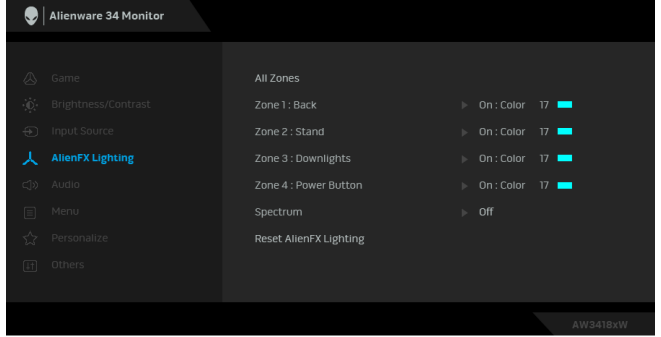 Alienware 34 Monitor
Game
Brightness/Contrast
Input Source
AlienFX Lighting
Audio
Menu
Personalize
Others
All Zones
Zone 1 : Back On : Color 17
Zone 2 : Stand On : Color 17
Zone 3 : Downlights On : Color 17
Zone 4 : Power Button On : Color 17
Spectrum Off
Reset AlienFX Lighting
AW3418xW